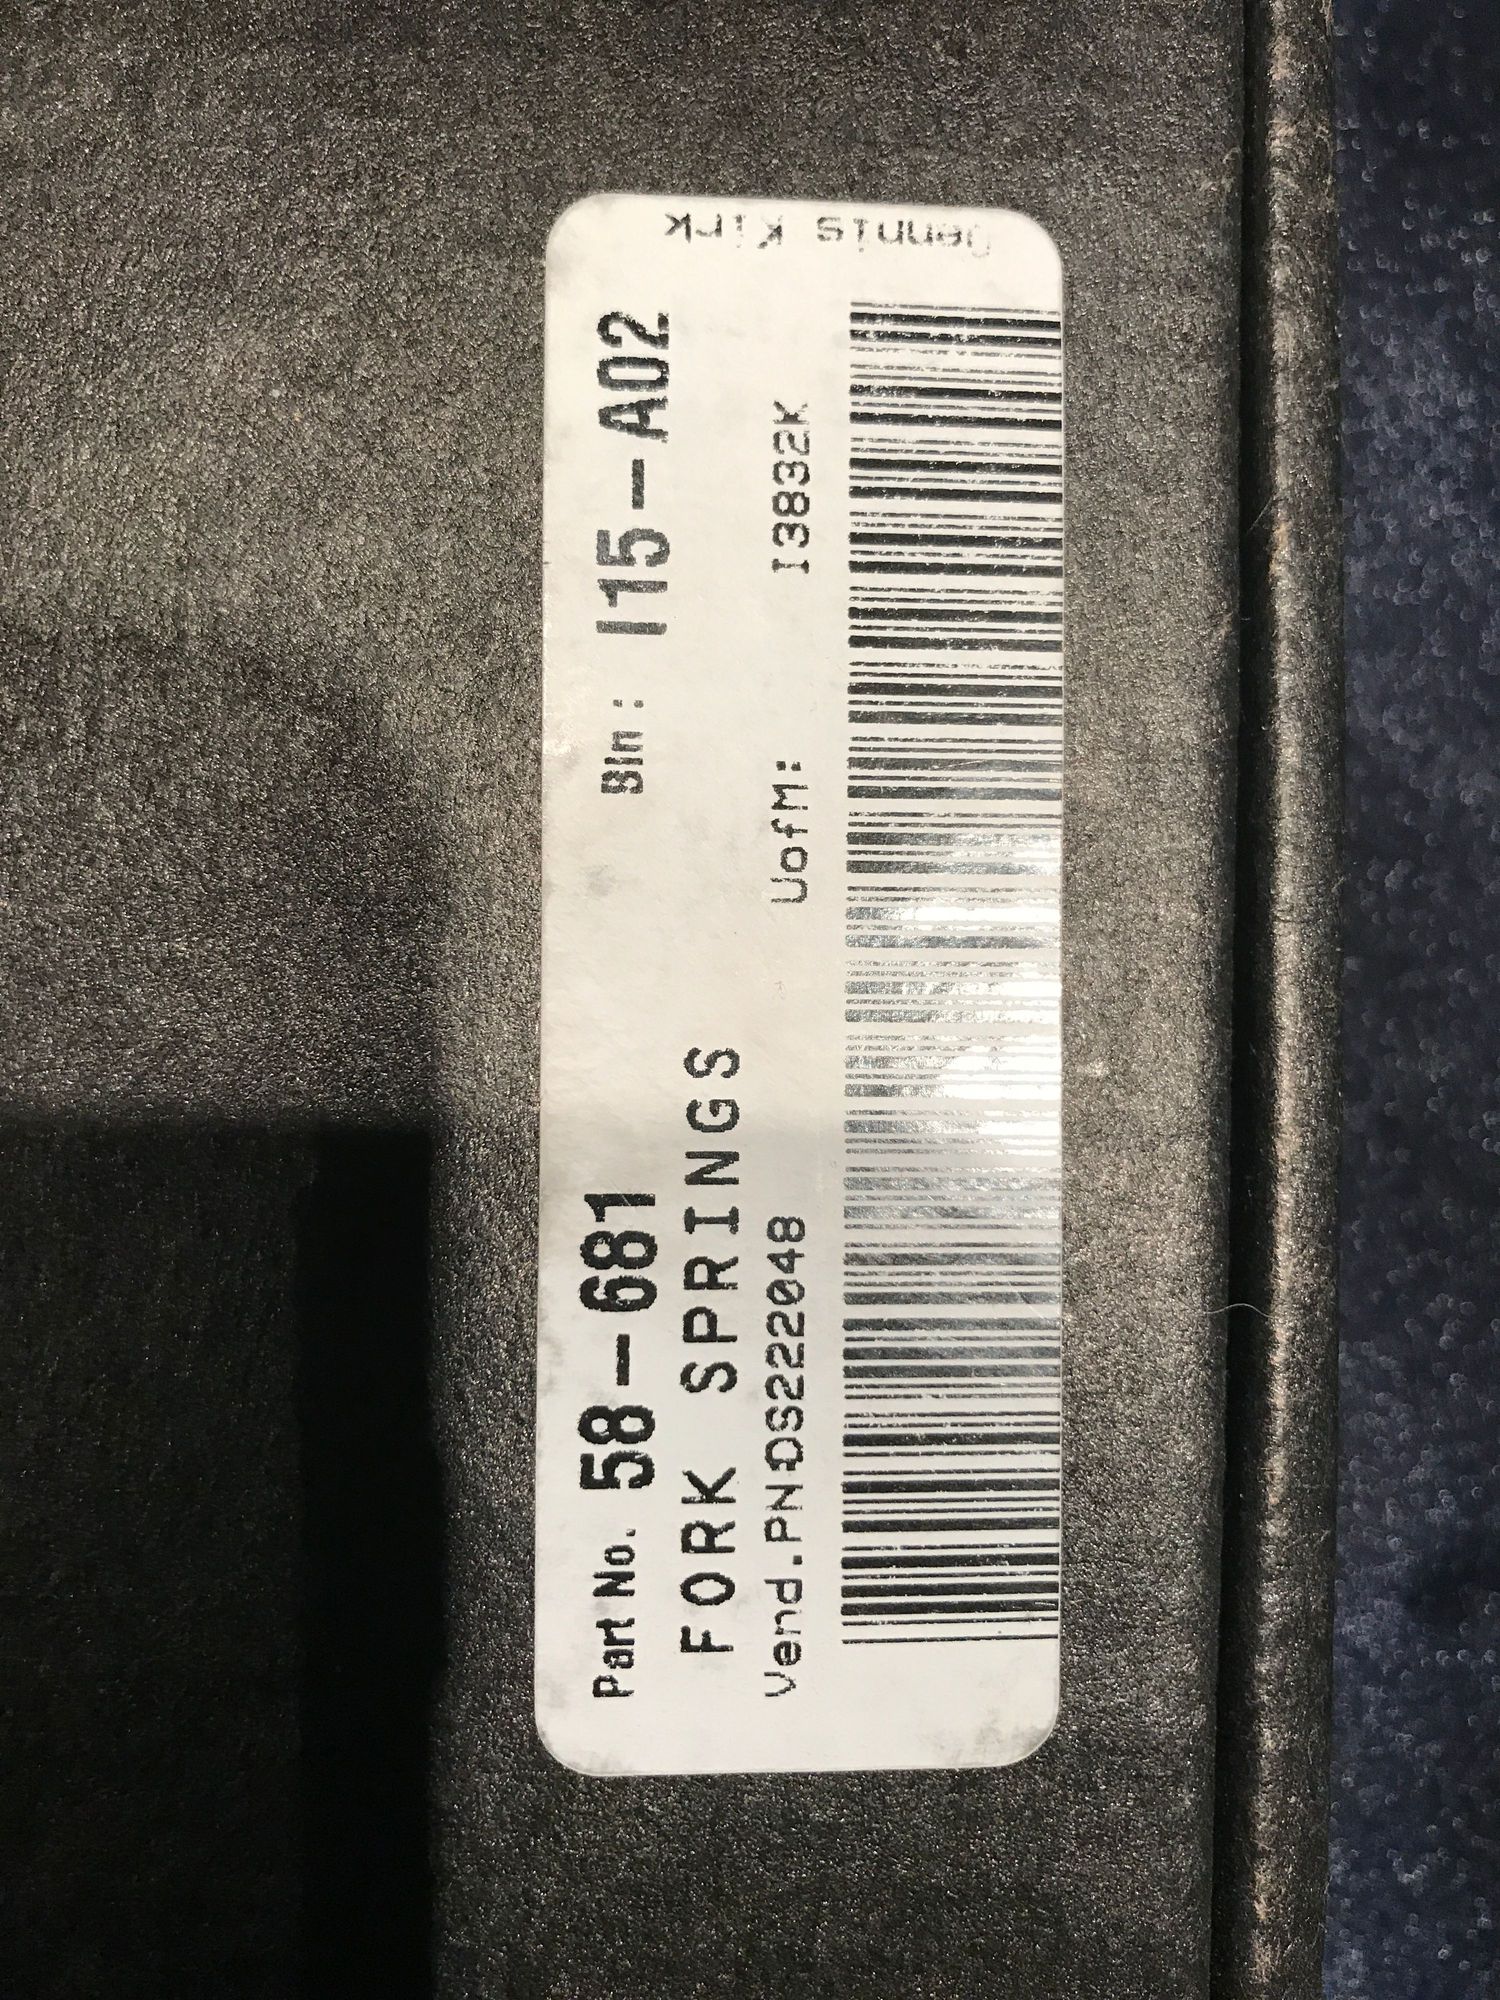 Part No. 58-681 Bin: I15-A02
FORK SPRINGS
Vend.PN:DS222048 UofM: I3832K
Dennis Kirk